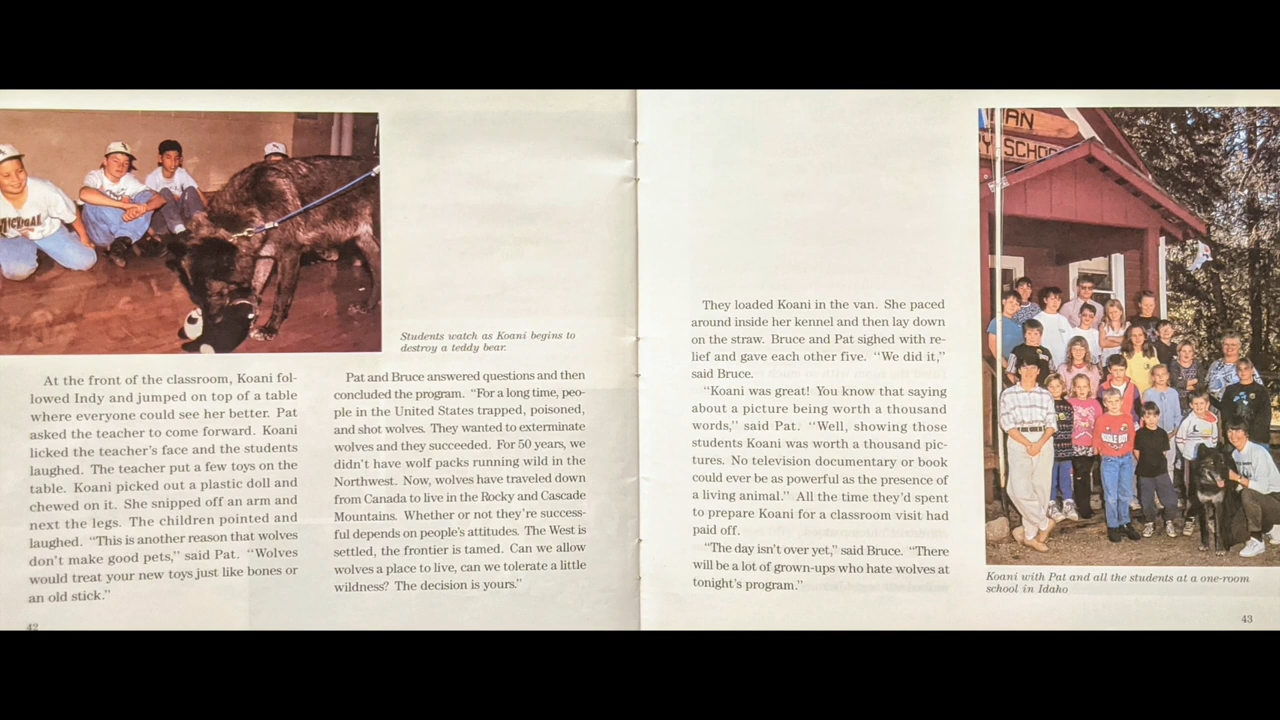 Students watch as Koani begins to
destroy a teddy bear.
At the front of the classroom, Koani fol-
lowed Indy and jumped on top of a table
where everyone could see her better. Pat
asked the teacher to come forward. Koani
licked the teacher's face and the students
laughed. The teacher put a few toys on the
table. Koani picked out a plastic doll and
chewed on it. She snipped off an arm and
next the legs. The children pointed and
laughed. "This is another reason that wolves
don't make good pets," said Pat. "Wolves
would treat your new toys just like bones or
an old stick."
42
Pat and Bruce answered questions and then
concluded the program. "For a long time, peo-
ple in the United States trapped, poisoned,
and shot wolves. They wanted to exterminate
wolves and they succeeded. For 50 years, we
didn't have wolf packs running wild in the
Northwest. Now, wolves have traveled down
from Canada to live in the Rocky and Cascade
Mountains. Whether or not they're success-
ful depends on people's attitudes. The West is
settled, the frontier is tamed. Can we allow
wolves a place to live, can we tolerate a little
wildness? The decision is yours."
They loaded Koani in the van. She paced
around inside her kennel and then lay down
on the straw. Bruce and Pat sighed with re-
lief and gave each other five. "We did it,"
said Bruce.
"Koani was great! You know that saying
about a picture being worth a thousand
words," said Pat. "Well, showing those
students Koani was worth a thousand pic-
tures. No television documentary or book
could ever be as powerful as the presence of
a living animal." All the time they'd spent
to prepare Koani for a classroom visit had
paid off.
"The day isn't over yet," said Bruce. "There
will be a lot of grown-ups who hate wolves at
tonight's program."
Koani with Pat and all the students at a one-room
school in Idaho
43